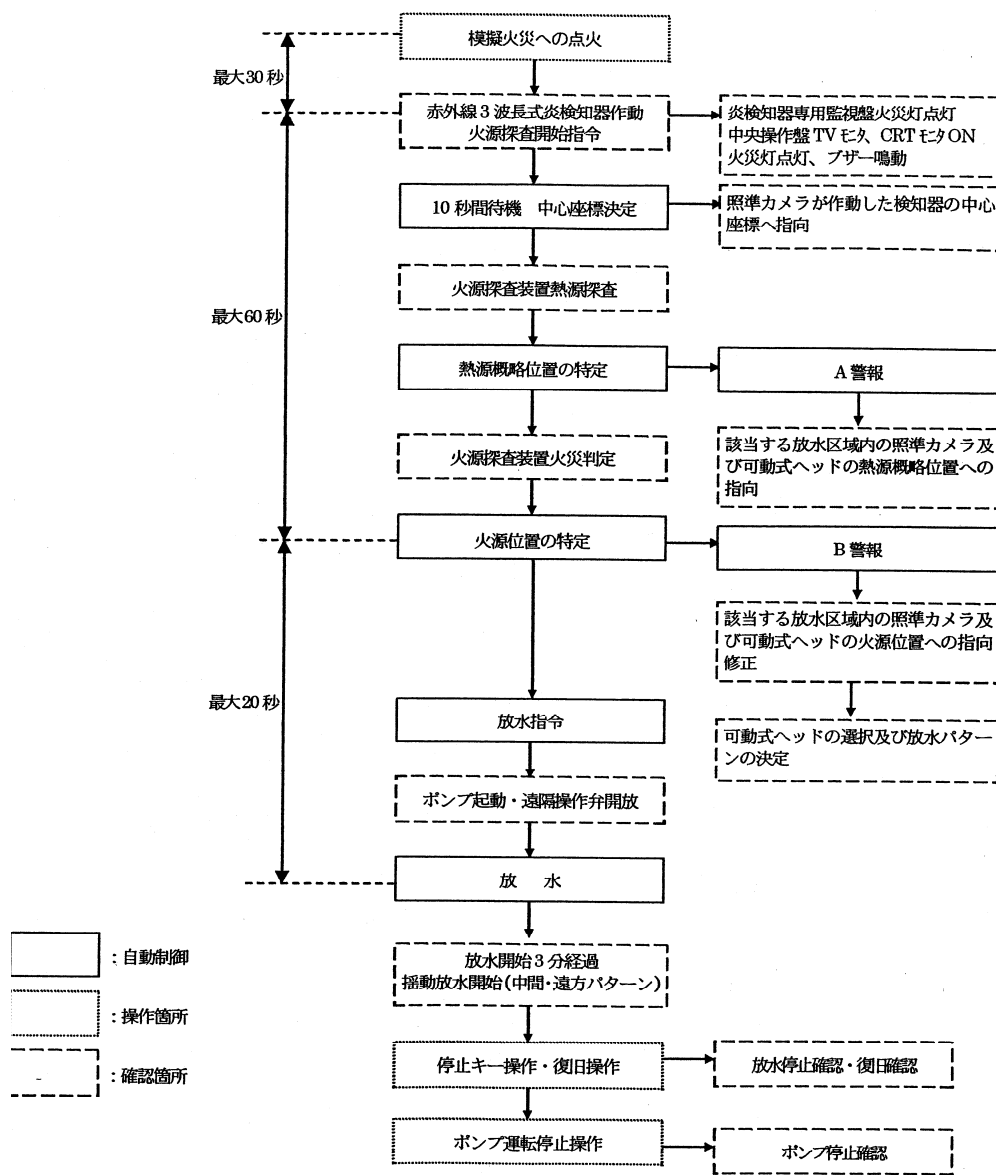 模擬火災への点火
最大30秒
赤外線3波長式炎検知器作動
火源探査開始指令
炎検知器専用監視盤火災灯点灯
中央操作盤TVモニタ、CRTモニタON
火災灯点灯、ブザー鳴動
10秒間待機 中心座標決定
照準カメラが作動した検知器の中心
座標へ指向
火源探査装置熱源探査
最大60秒
熱源概略位置の特定
A警報
火源探査装置火災判定
該当する放水区域内の照準カメラ及
び可動式ヘッドの熱源概略位置への
指向
火源位置の特定
B警報
該当する放水区域内の照準カメラ及
び可動式ヘッドの火源位置への指向
修正
最大20秒
放水指令
可動式ヘッドの選択及び放水パター
ンの決定
ポンプ起動・遠隔操作弁開放
放 水
:自動制御
放水開始3分経過
揺動放水開始(中間・遠方パターン)
:操作箇所
停止キー操作・復旧操作
放水停止確認・復旧確認
:確認箇所
ポンプ運転停止操作
ポンプ停止確認